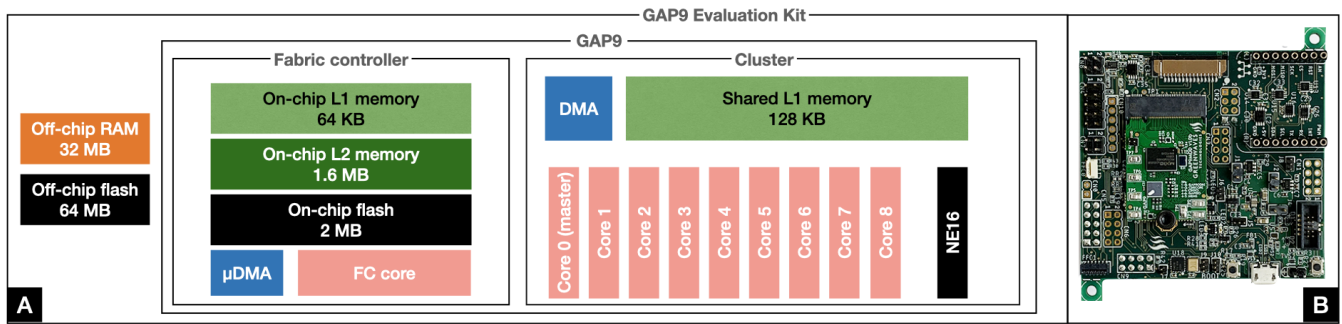 GAP9 Evaluation Kit
GAP9
Fabric controller
Cluster
Off-chip RAM
32 MB
Off-chip flash
64 MB
On-chip L1 memory
64 KB
On-chip L2 memory
1.6 MB
On-chip flash
2 MB
µDMA
FC core
DMA
Shared L1 memory
128 KB
Core 0 (master)
Core 1
Core 2
Core 3
Core 4
Core 5
Core 6
Core 7
Core 8
NE16
A
GREENWAVES
CN9
B